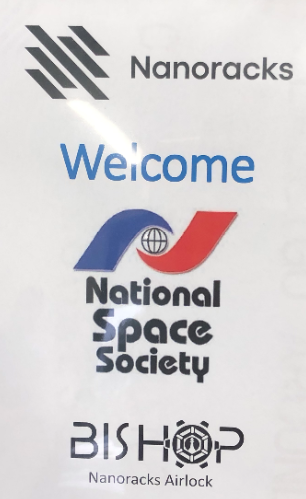 Nanoracks
Welcome
National
Space
Society
BISHOP
Nanoracks Airlock